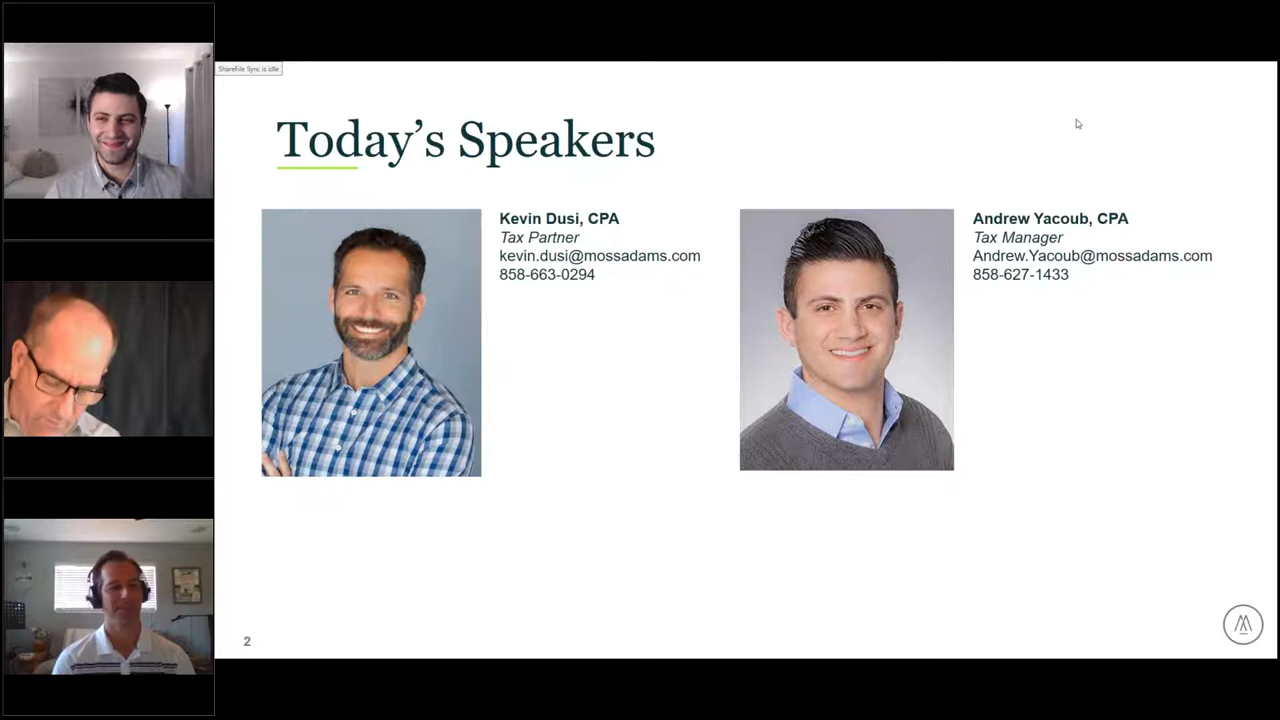 ShareFile Sync is idle
Today’s Speakers
Kevin Dusi, CPA
Tax Partner
kevin.dusi@mossadams.com
858-663-0294
Andrew Yacoub, CPA
Tax Manager
Andrew.Yacoub@mossadams.com
858-627-1433
2